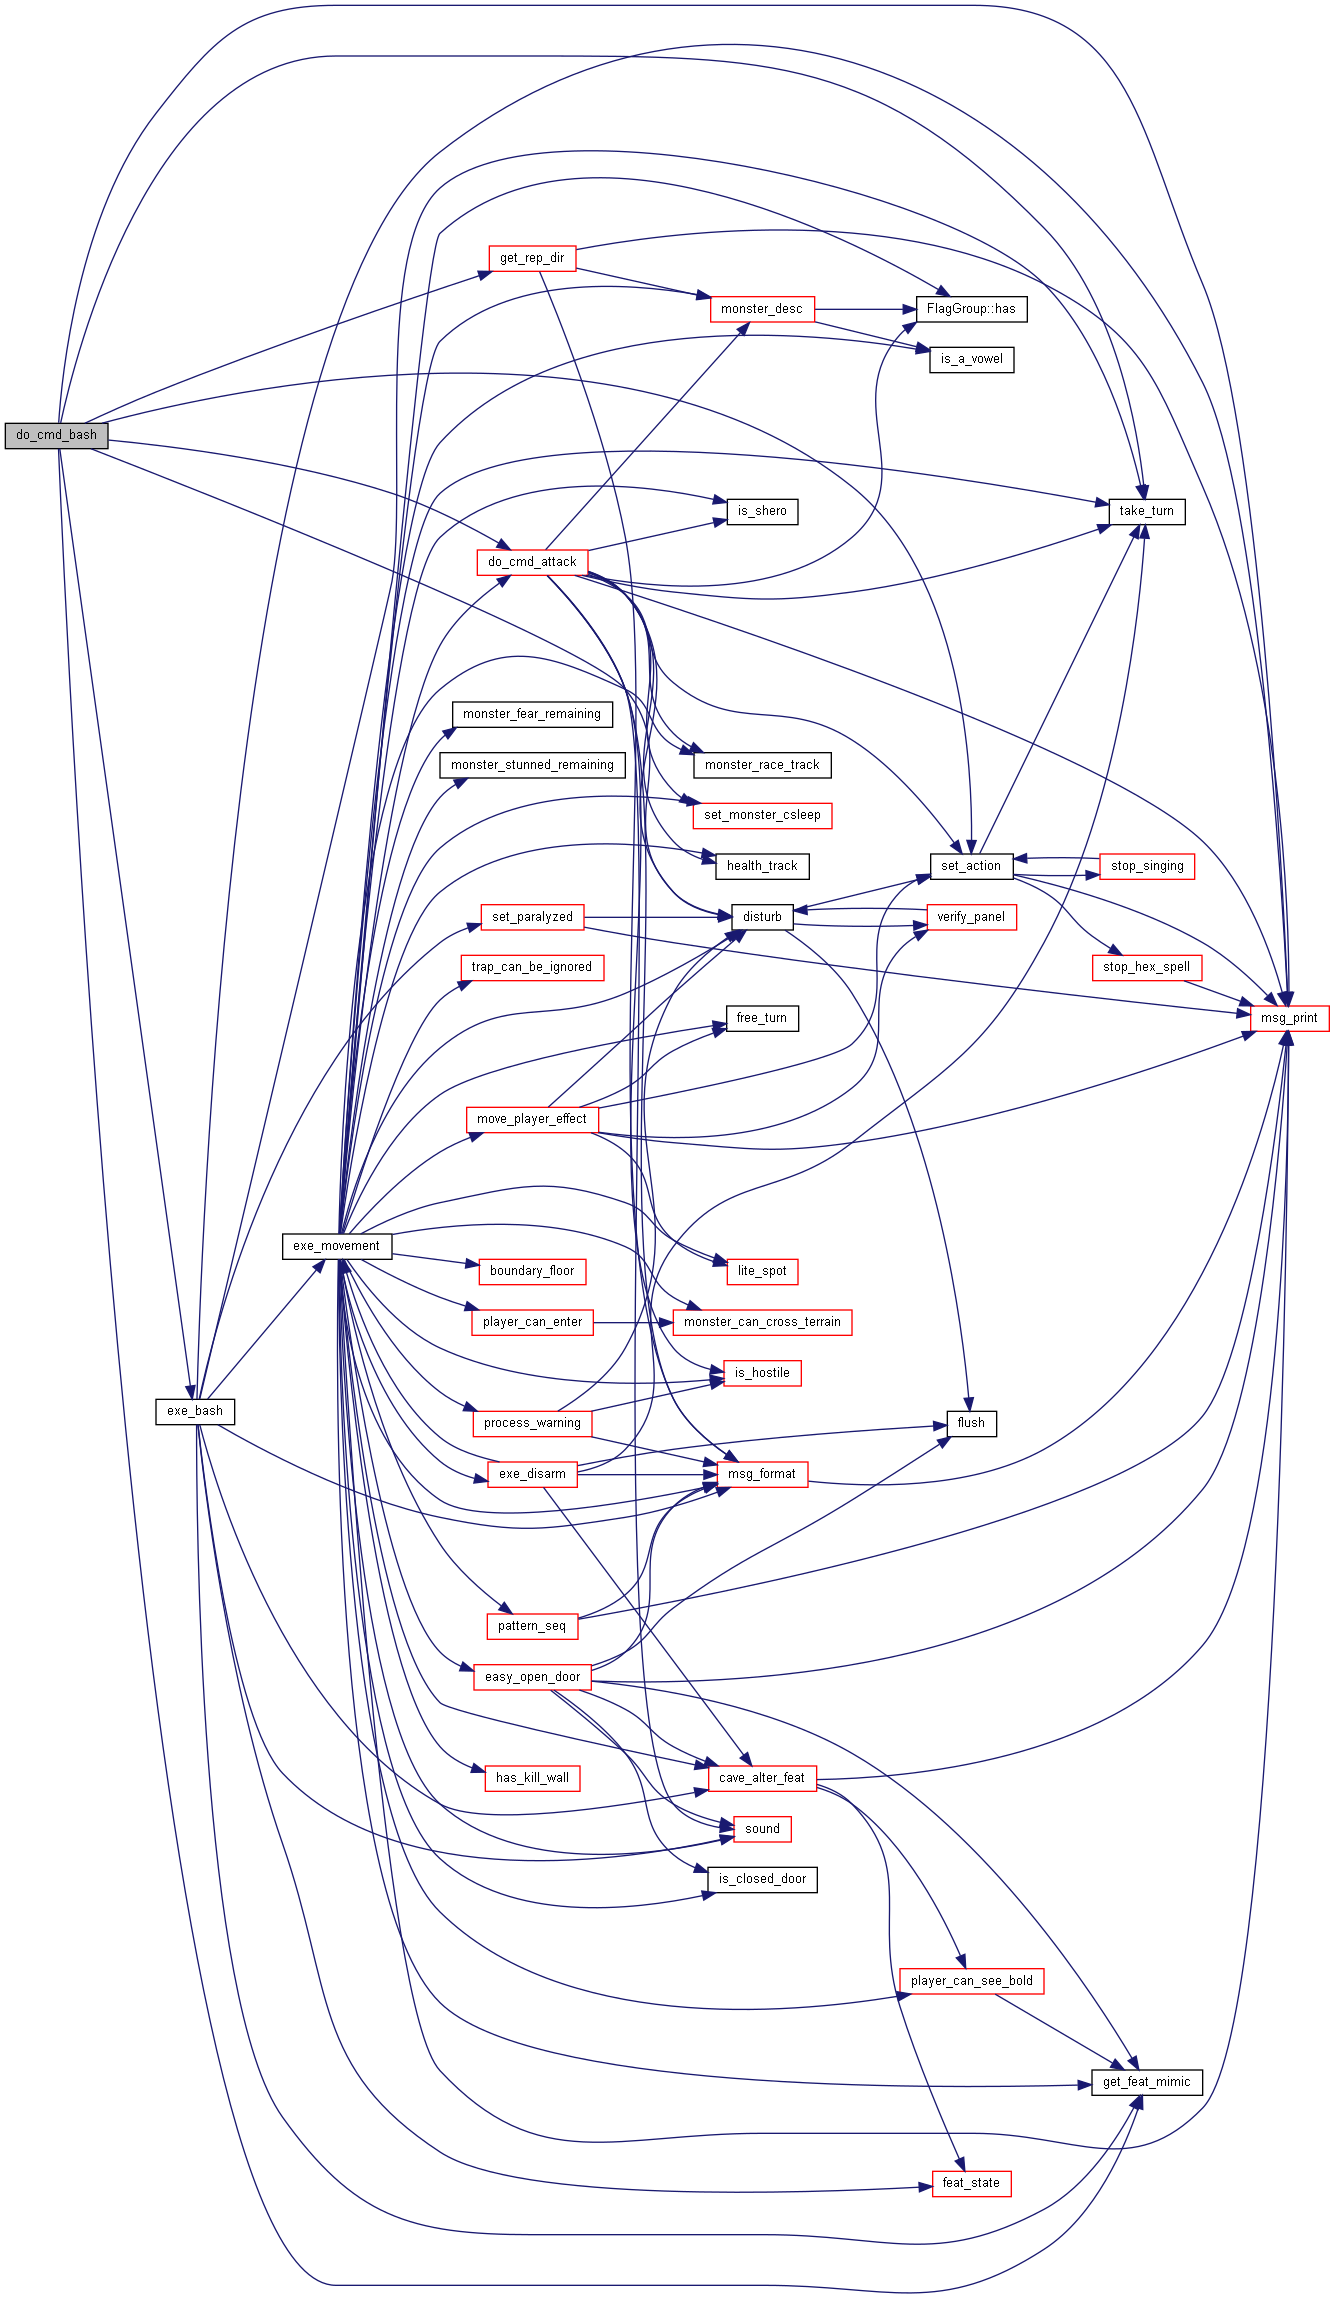 get_rep_dir
monster_desc
FlagGroup::has
is_a_vowel
do_cmd_bash
is_shero
take_turn
do_cmd_attack
monster_fear_remaining
monster_stunned_remaining
monster_race_track
set_monster_csleep
health_track
set_action
stop_singing
set_paralyzed
disturb
verify_panel
trap_can_be_ignored
stop_hex_spell
free_turn
msg_print
move_player_effect
exe_movement
boundary_floor
lite_spot
player_can_enter
monster_can_cross_terrain
is_hostile
exe_bash
process_warning
flush
exe_disarm
msg_format
pattern_seq
easy_open_door
has_kill_wall
cave_alter_feat
sound
is_closed_door
player_can_see_bold
get_feat_mimic
feat_state